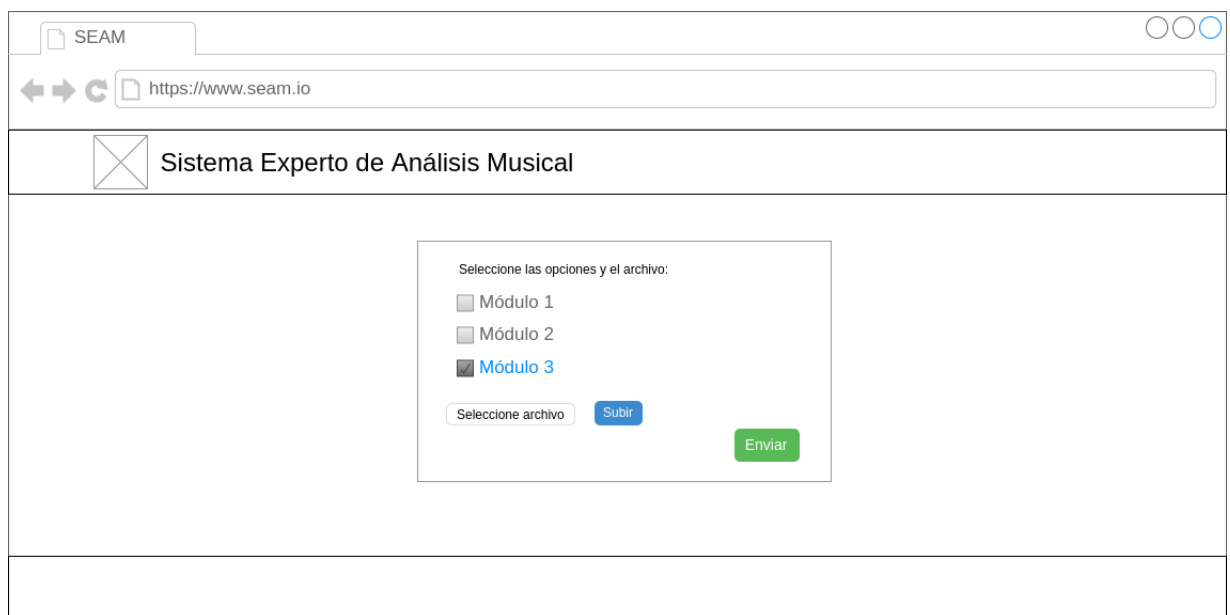 SEAM
https://www.seam.io
Sistema Experto de Análisis Musical
Seleccione las opciones y el archivo:
Módulo 1
Módulo 2
Módulo 3
Seleccione archivo
Subir
Enviar